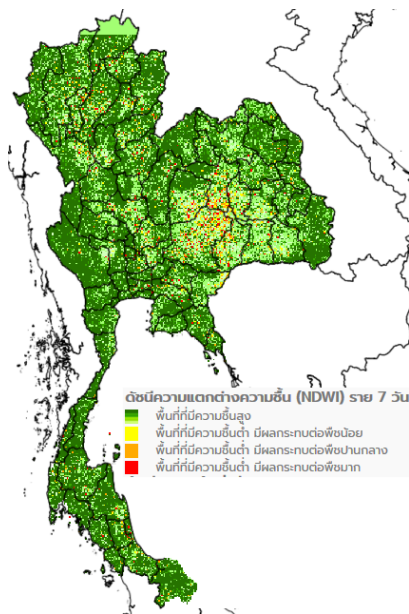 ดัชนีความแตกต่างความชื้น (NDWI) ราย 7 วัน
พื้นที่ที่มีความชื้นสูง
พื้นที่ที่มีความชื้นต่ำ มีผลกระทบต่อพืชน้อย
พื้นที่ที่มีความชื้นต่ำ มีผลกระทบต่อพืชปานกลาง
พื้นที่ที่มีความชื้นต่ำ มีผลกระทบต่อพืชมาก